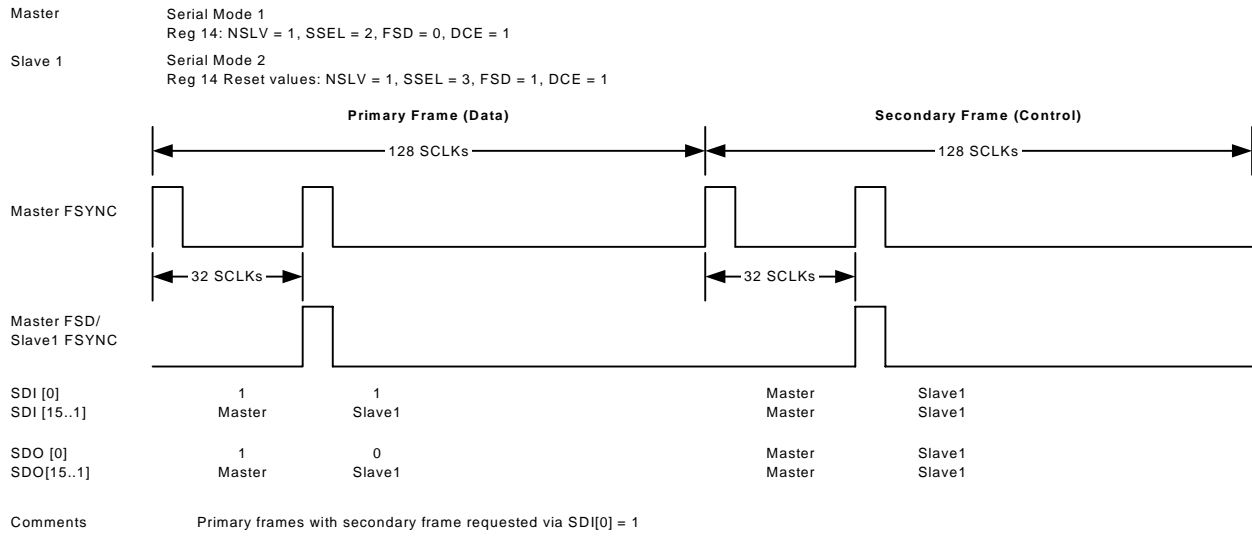 Master Serial Mode 1
Reg 14: NSLV = 1, SSEL = 2, FSD = 0, DCE = 1
Slave 1 Serial Mode 2
Reg 14 Reset values: NSLV = 1, SSEL = 3, FSD = 1, DCE = 1
Primary Frame (Data) Secondary Frame (Control)
128 SCLKs 128 SCLKs
Master FSYNC
32 SCLKs 32 SCLKs
Master FSD/
Slave1 FSYNC
SDI [0] 1 1 Master Slave1
SDI [15..1] Master Slave1 Master Slave1
SDO [0] 1 0 Master Slave1
SDO[15..1] Master Slave1 Master Slave1
Comments Primary frames with secondary frame requested via SDI[0] = 1